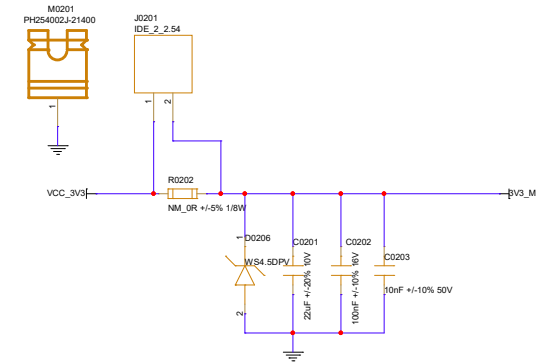 M0201
PH254002J-21400
J0201
IDE_2_2.54
1
1
2
VCC_3V3
R0202
NM_0R +/-5% 1/8W
3V3_M
1
D0206
WS4.5DPV
2
C0201
22uF +/-20% 10V
C0202
100nF +/-10% 16V
C0203
10nF +/-10% 50V